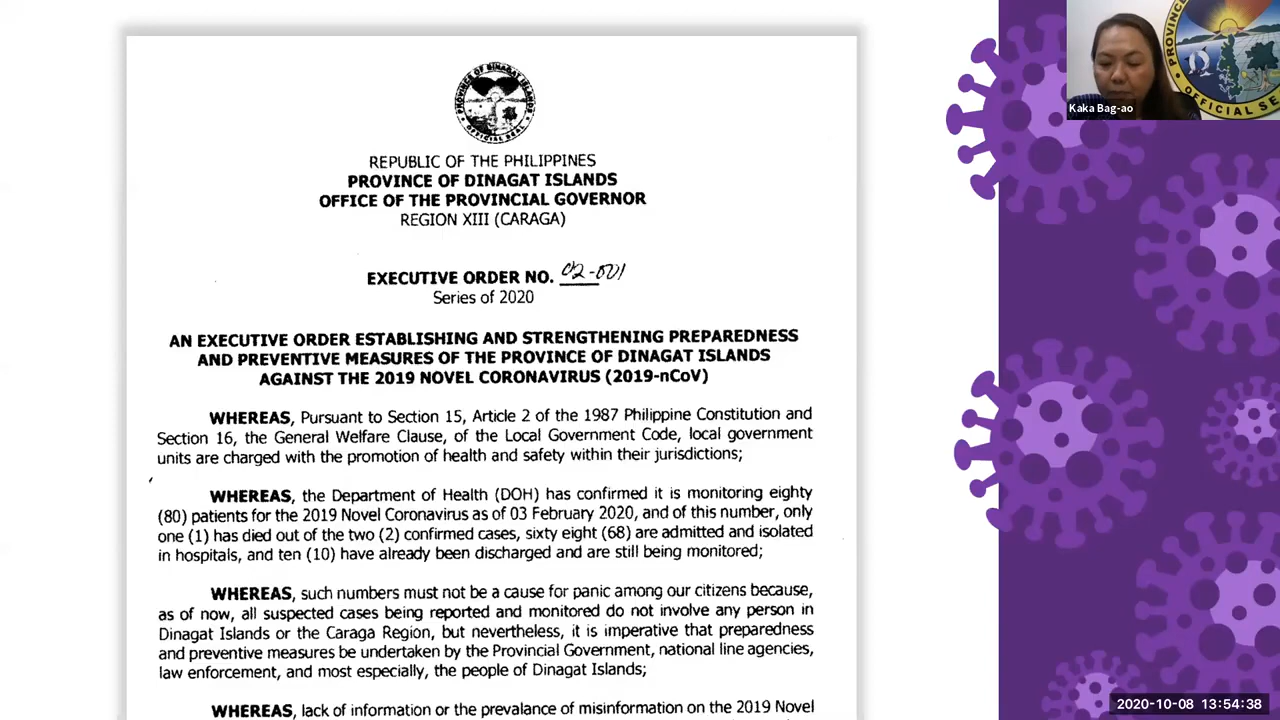 PROVINCE OF DINAGAT ISLANDS
OFFICIAL SEAL
REPUBLIC OF THE PHILIPPINES
PROVINCE OF DINAGAT ISLANDS
OFFICE OF THE PROVINCIAL GOVERNOR
REGION XIII (CARAGA)
EXECUTIVE ORDER NO. 02-001
Series of 2020
AN EXECUTIVE ORDER ESTABLISHING AND STRENGTHENING PREPAREDNESS
AND PREVENTIVE MEASURES OF THE PROVINCE OF DINAGAT ISLANDS
AGAINST THE 2019 NOVEL CORONAVIRUS (2019-nCoV)
WHEREAS, Pursuant to Section 15, Article 2 of the 1987 Philippine Constitution and
Section 16, the General Welfare Clause, of the Local Government Code, local government
units are charged with the promotion of health and safety within their jurisdictions;
WHEREAS, the Department of Health (DOH) has confirmed it is monitoring eighty
(80) patients for the 2019 Novel Coronavirus as of 03 February 2020, and of this number, only
one (1) has died out of the two (2) confirmed cases, sixty eight (68) are admitted and isolated
in hospitals, and ten (10) have already been discharged and are still being monitored;
WHEREAS, such numbers must not be a cause for panic among our citizens because,
as of now, all suspected cases being reported and monitored do not involve any person in
Dinagat Islands or the Caraga Region, but nevertheless, it is imperative that preparedness
and preventive measures be undertaken by the Provincial Government, national line agencies,
law enforcement, and most especially, the people of Dinagat Islands;
WHEREAS, lack of information or the prevalance of misinformation on the 2019 Novel
PROVINCE
OFFICIAL SE
Kaka Bag-ao
2020-10-08 13:54:38